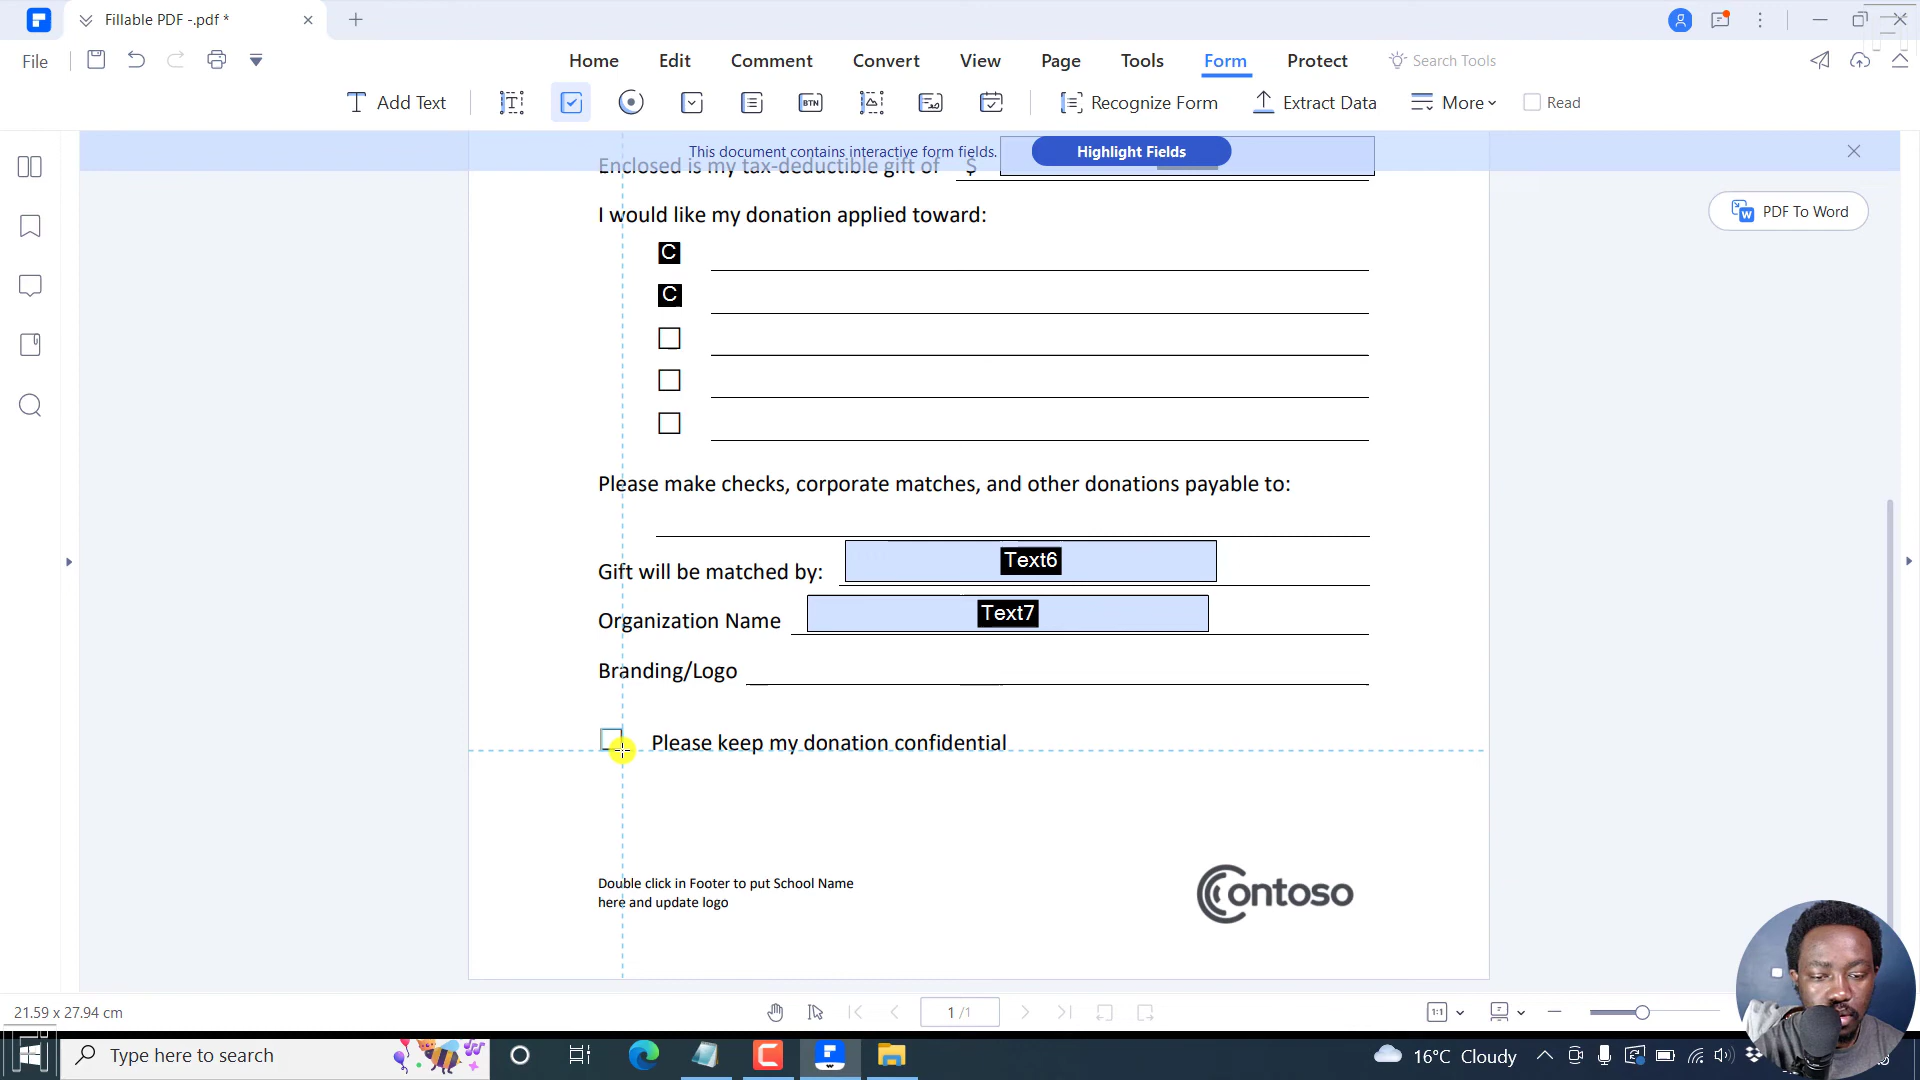 Fillable PDF -.pdf *
File
Home Edit Comment Convert View Page Tools Form Protect Search Tools
Add Text BTN Recognize Form Extract Data More Read
This document contains interactive form fields. Highlight Fields
Enclosed is my tax-deductible gift of $
PDF To Word
I would like my donation applied toward:
C
C
Please make checks, corporate matches, and other donations payable to:
Gift will be matched by: Text6
Organization Name Text7
Branding/Logo
Please keep my donation confidential
Double click in Footer to put School Name
here and update logo
Contoso
21.59 x 27.94 cm
1 /1
1:1
Type here to search
16°C Cloudy